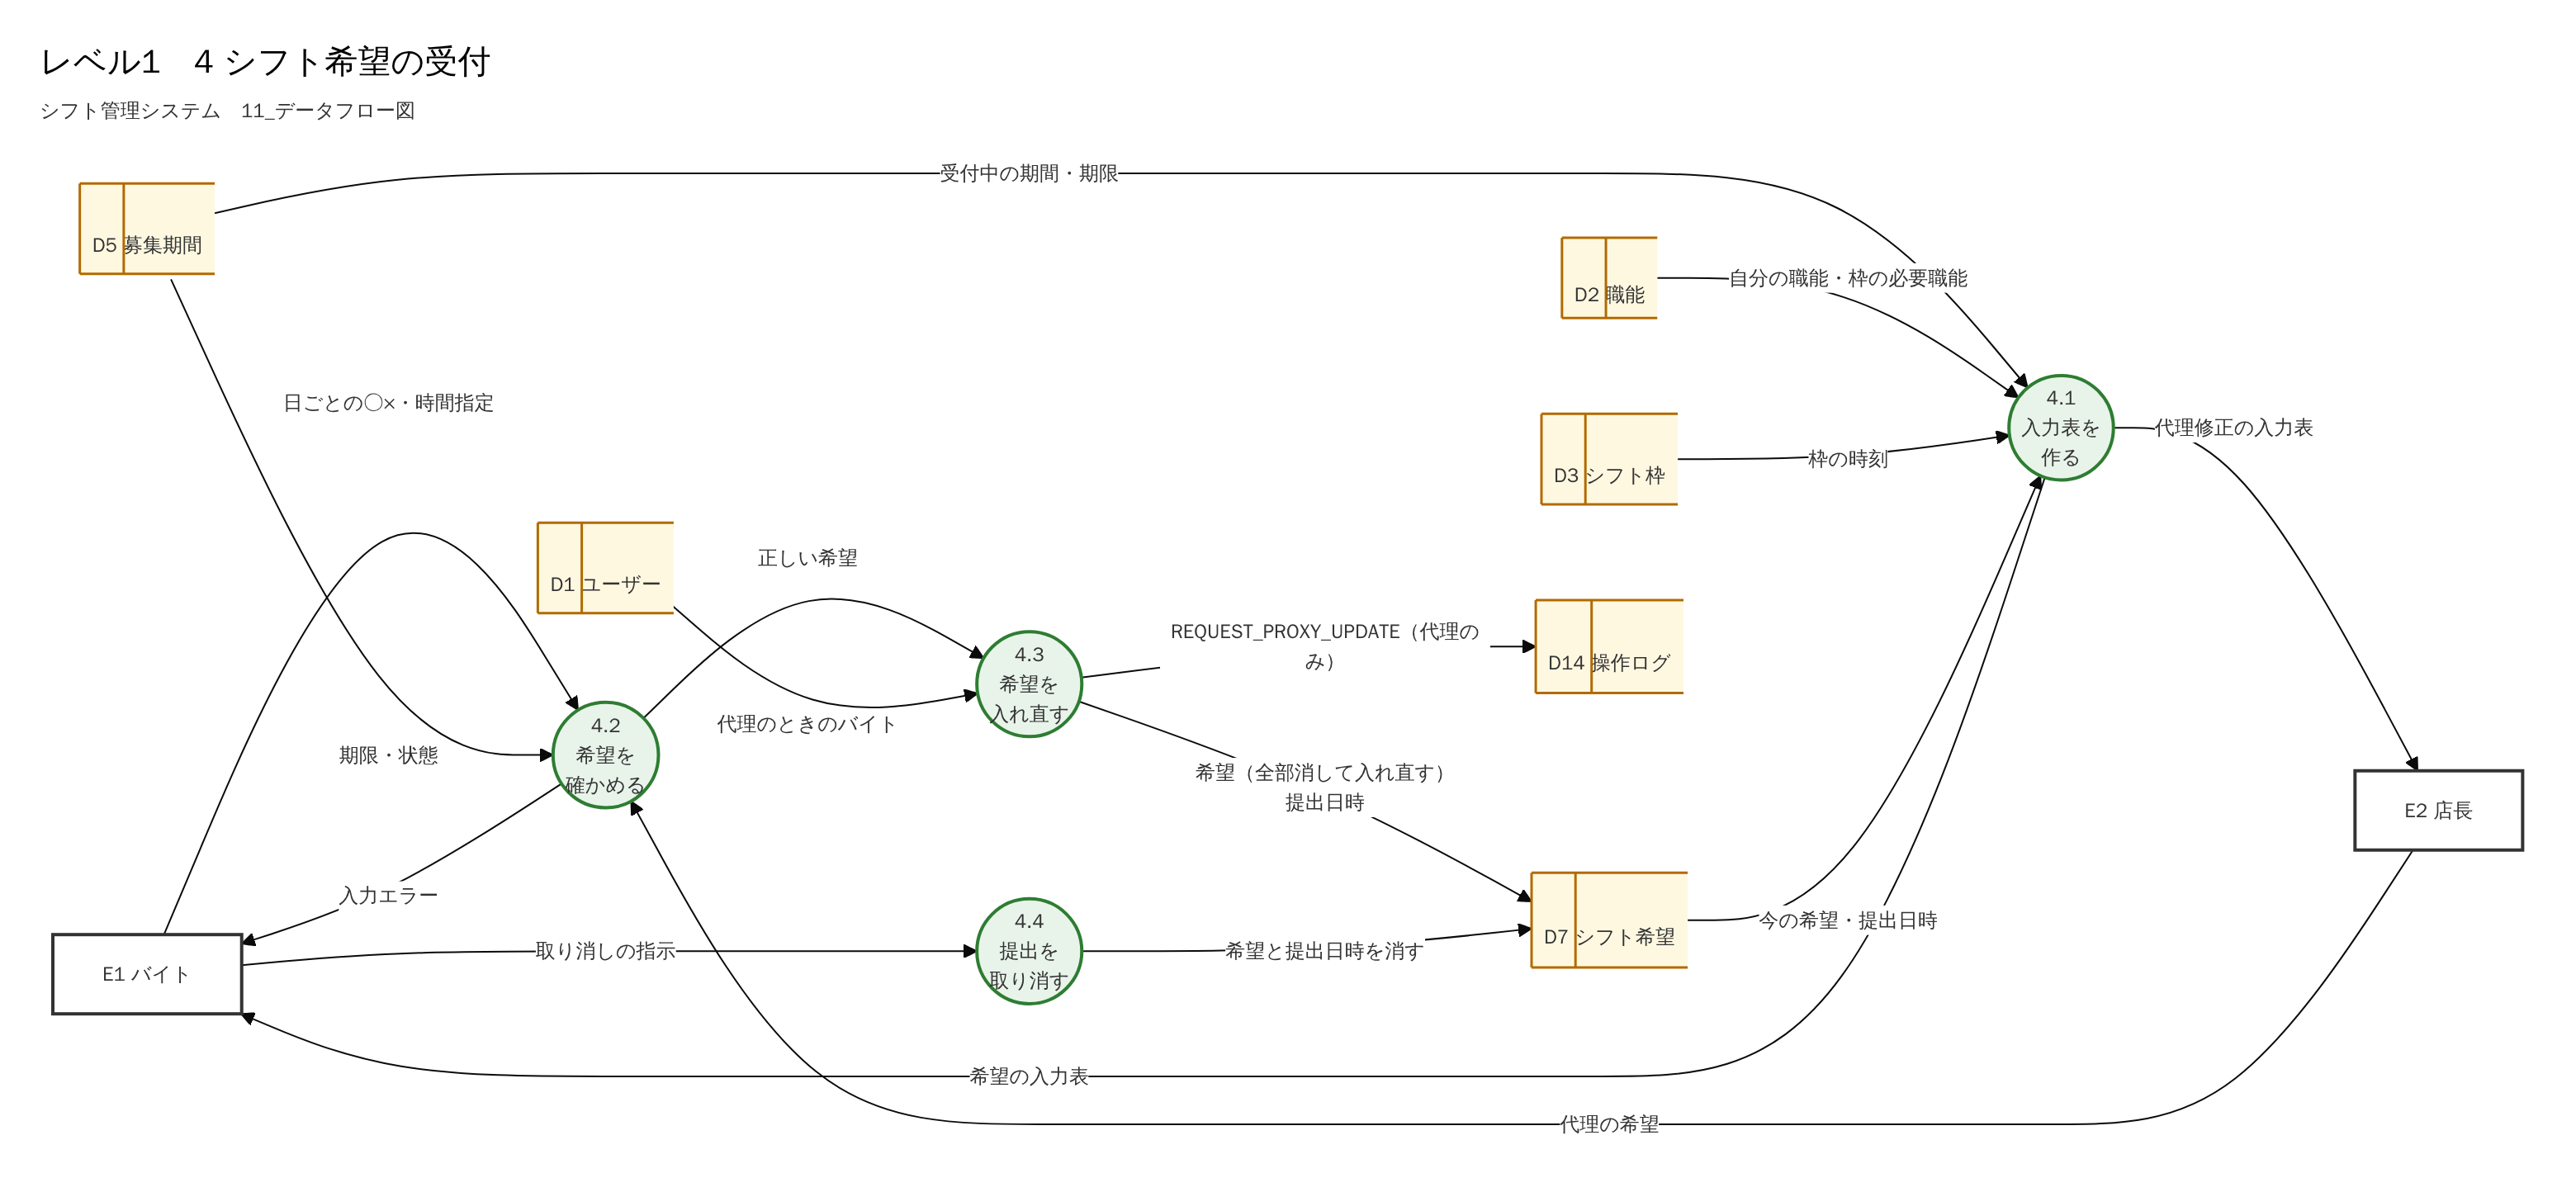 レベル1　4 シフト希望の受付
シフト管理システム　11_データフロー図
受付中の期間・期限
D5 募集期間
D2 職能
自分の職能・枠の必要職能
日ごとの〇×・時間指定
4.1
入力表を
作る
代理修正の入力表
D3 シフト枠
枠の時刻
D1 ユーザー
正しい希望
4.3
希望を
入れ直す
REQUEST_PROXY_UPDATE（代理の
み）
D14 操作ログ
代理のときのバイト
4.2
希望を
確かめる
期限・状態
希望（全部消して入れ直す）
提出日時
E2 店長
入力エラー
4.4
提出を
取り消す
D7 シフト希望
今の希望・提出日時
取り消しの指示
希望と提出日時を消す
E1 バイト
希望の入力表
代理の希望